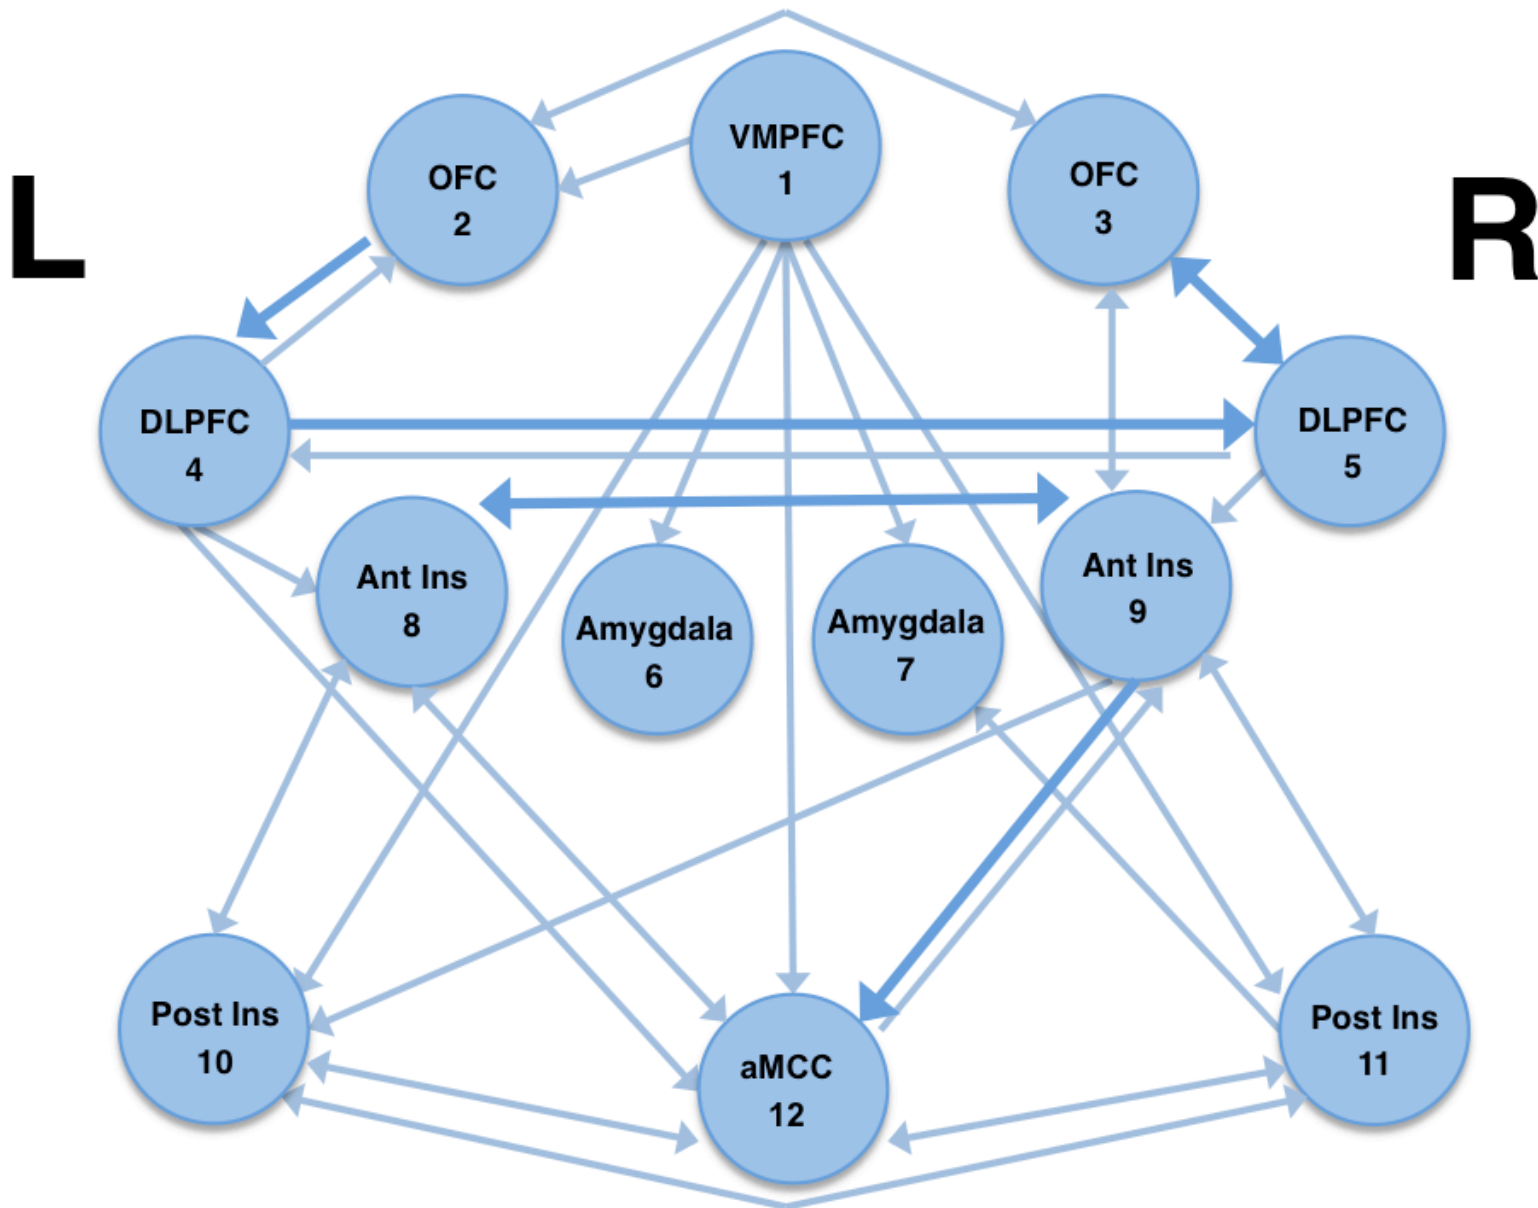 L
R
VMPFC
1
OFC
2
OFC
3
DLPFC
4
DLPFC
5
Ant Ins
8
Amygdala
6
Amygdala
7
Ant Ins
9
Post Ins
10
aMCC
12
Post Ins
11